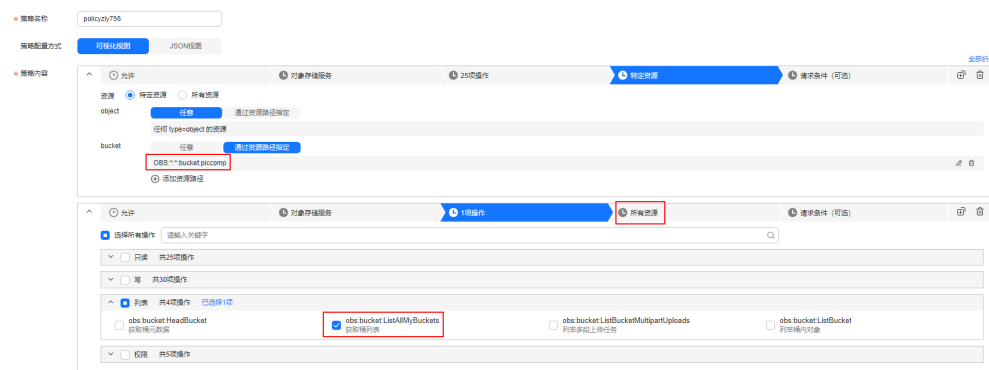 * 策略名称 policyzly756
策略配置方式 可视化视图 JSON视图
全部折
* 策略内容 允许 对象存储服务 25项操作 特定资源 请求条件（可选）
资源 特定资源 所有资源
object 任意 通过资源路径指定
任何 type=object 的资源
bucket 任意 通过资源路径指定
OBS:*:*:bucket:piccomp
添加资源路径
允许 对象存储服务 1项操作 所有资源 请求条件（可选）
选择所有操作 请输入关键字
只读 共25项操作
写 共30项操作
列表 共4项操作 已选择1项
obs:bucket:HeadBucket obs:bucket:ListAllMyBuckets obs:bucket:ListBucketMultipartUploads obs:bucket:ListBucket
获取桶元数据 获取桶列表 列举多段上传任务 列举桶内对象
权限 共5项操作